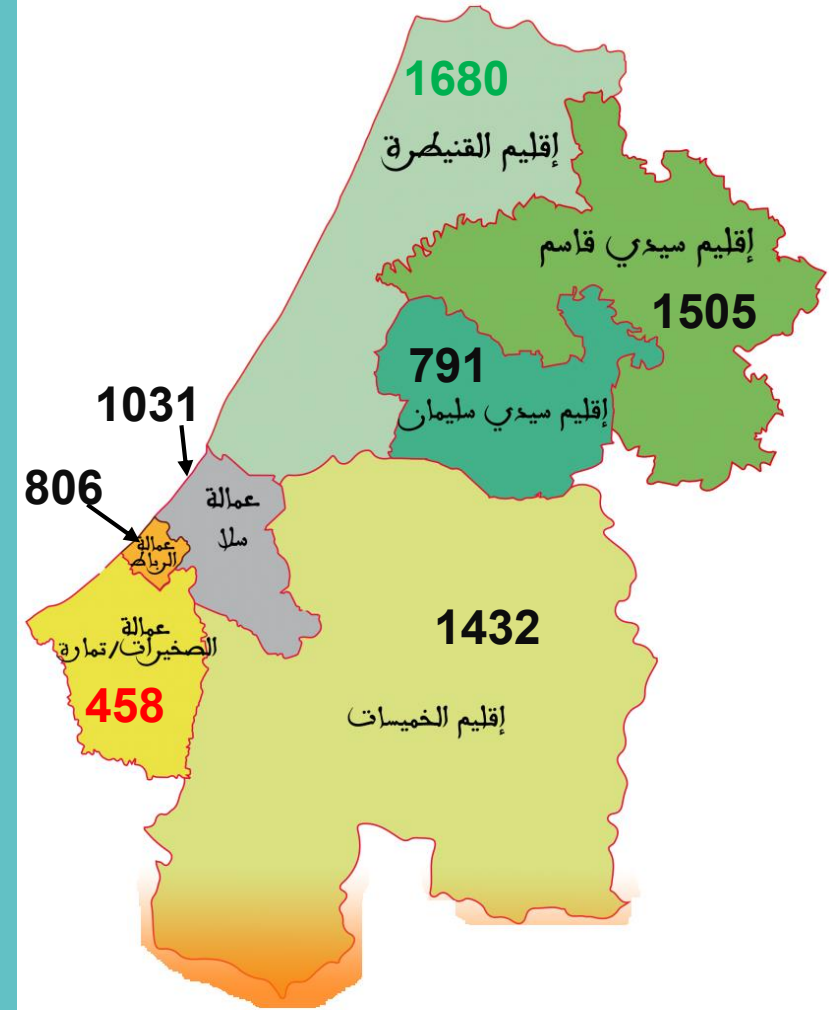 1680
إقليم القنيطرة
إقليم سيدي قاسم
1505
791
إقليم سيدي سليمان
1031
عمالة
سلا
806
عمالة
الرباط
عمالة
الصخيرات/تمارة
458
1432
إقليم الخميسات